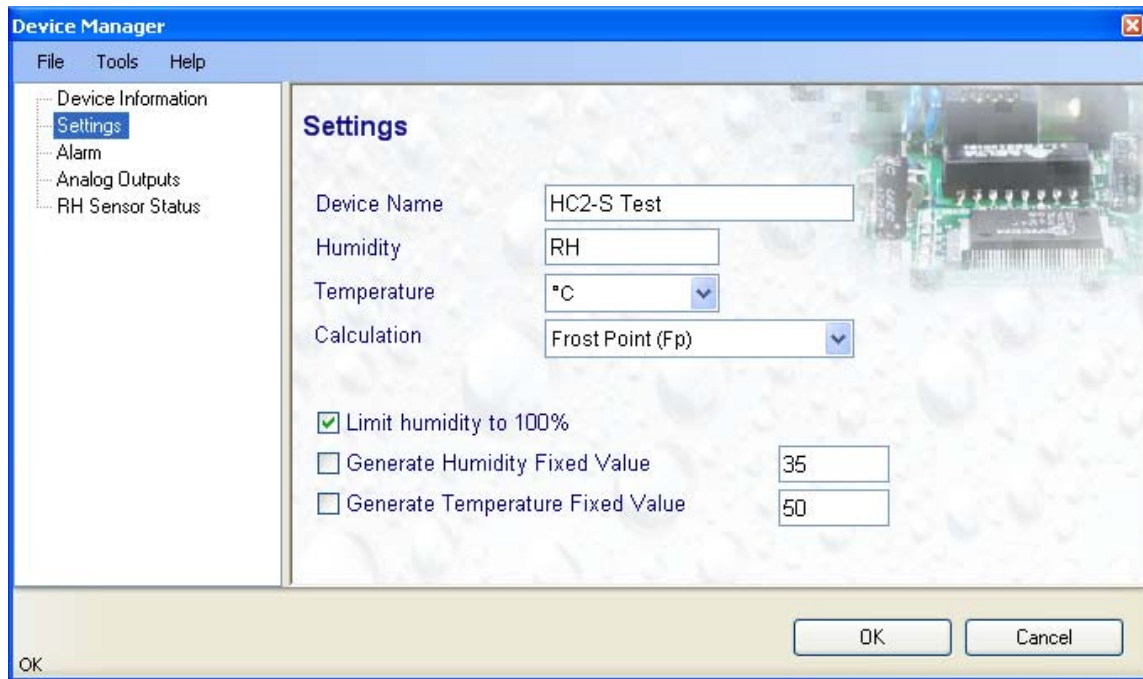 Device Manager
File Tools Help
Device Information
Settings
Alarm
Analog Outputs
RH Sensor Status
Settings
Device Name HC2-S Test
Humidity RH
Temperature °C
Calculation Frost Point (Fp)
Limit humidity to 100%
Generate Humidity Fixed Value 35
Generate Temperature Fixed Value 50
OK Cancel
OK